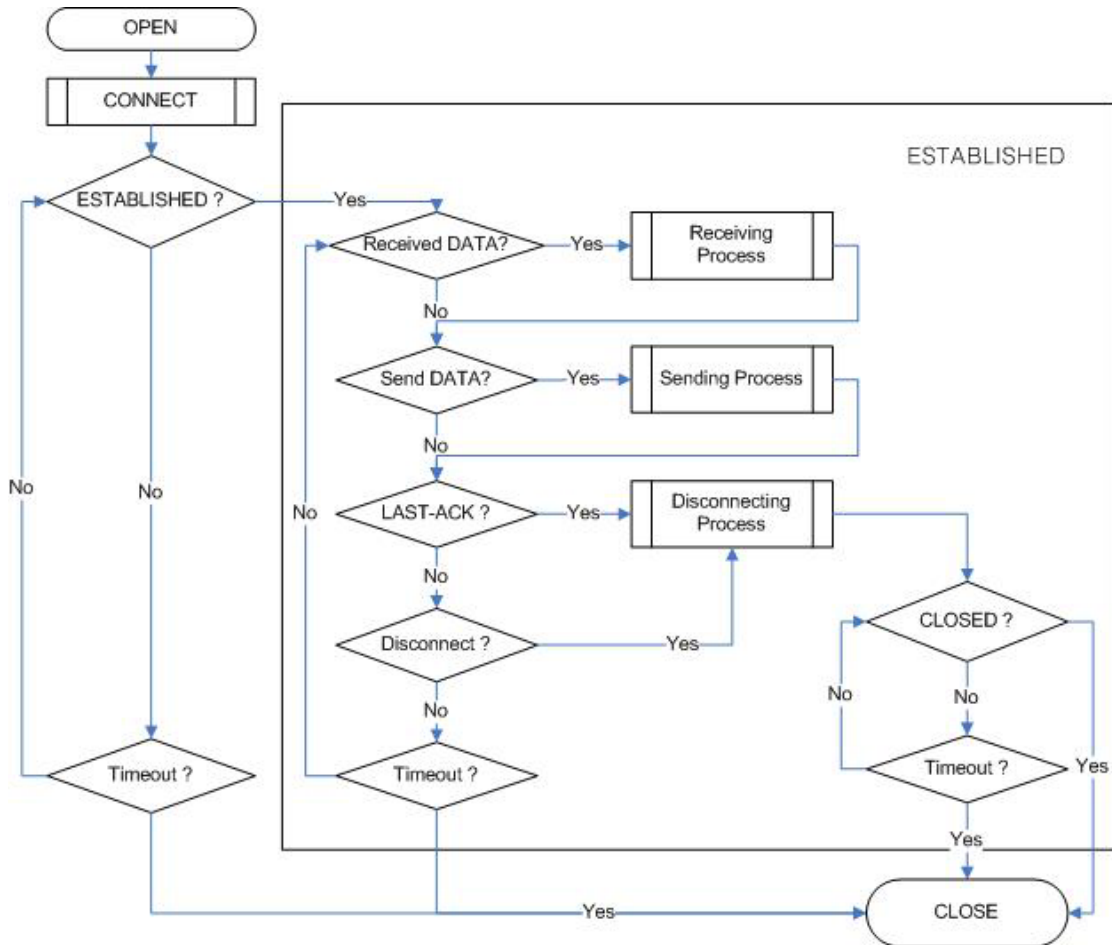 OPEN
CONNECT
ESTABLISHED
ESTABLISHED ?
Yes
Received DATA?
Yes
Receiving
Process
No
Send DATA?
Yes
Sending Process
No
No
No
No
LAST-ACK ?
Yes
Disconnecting
Process
No
CLOSED ?
Disconnect ?
Yes
No
No
No
Timeout ?
Timeout ?
Timeout ?
Yes
Yes
Yes
CLOSE